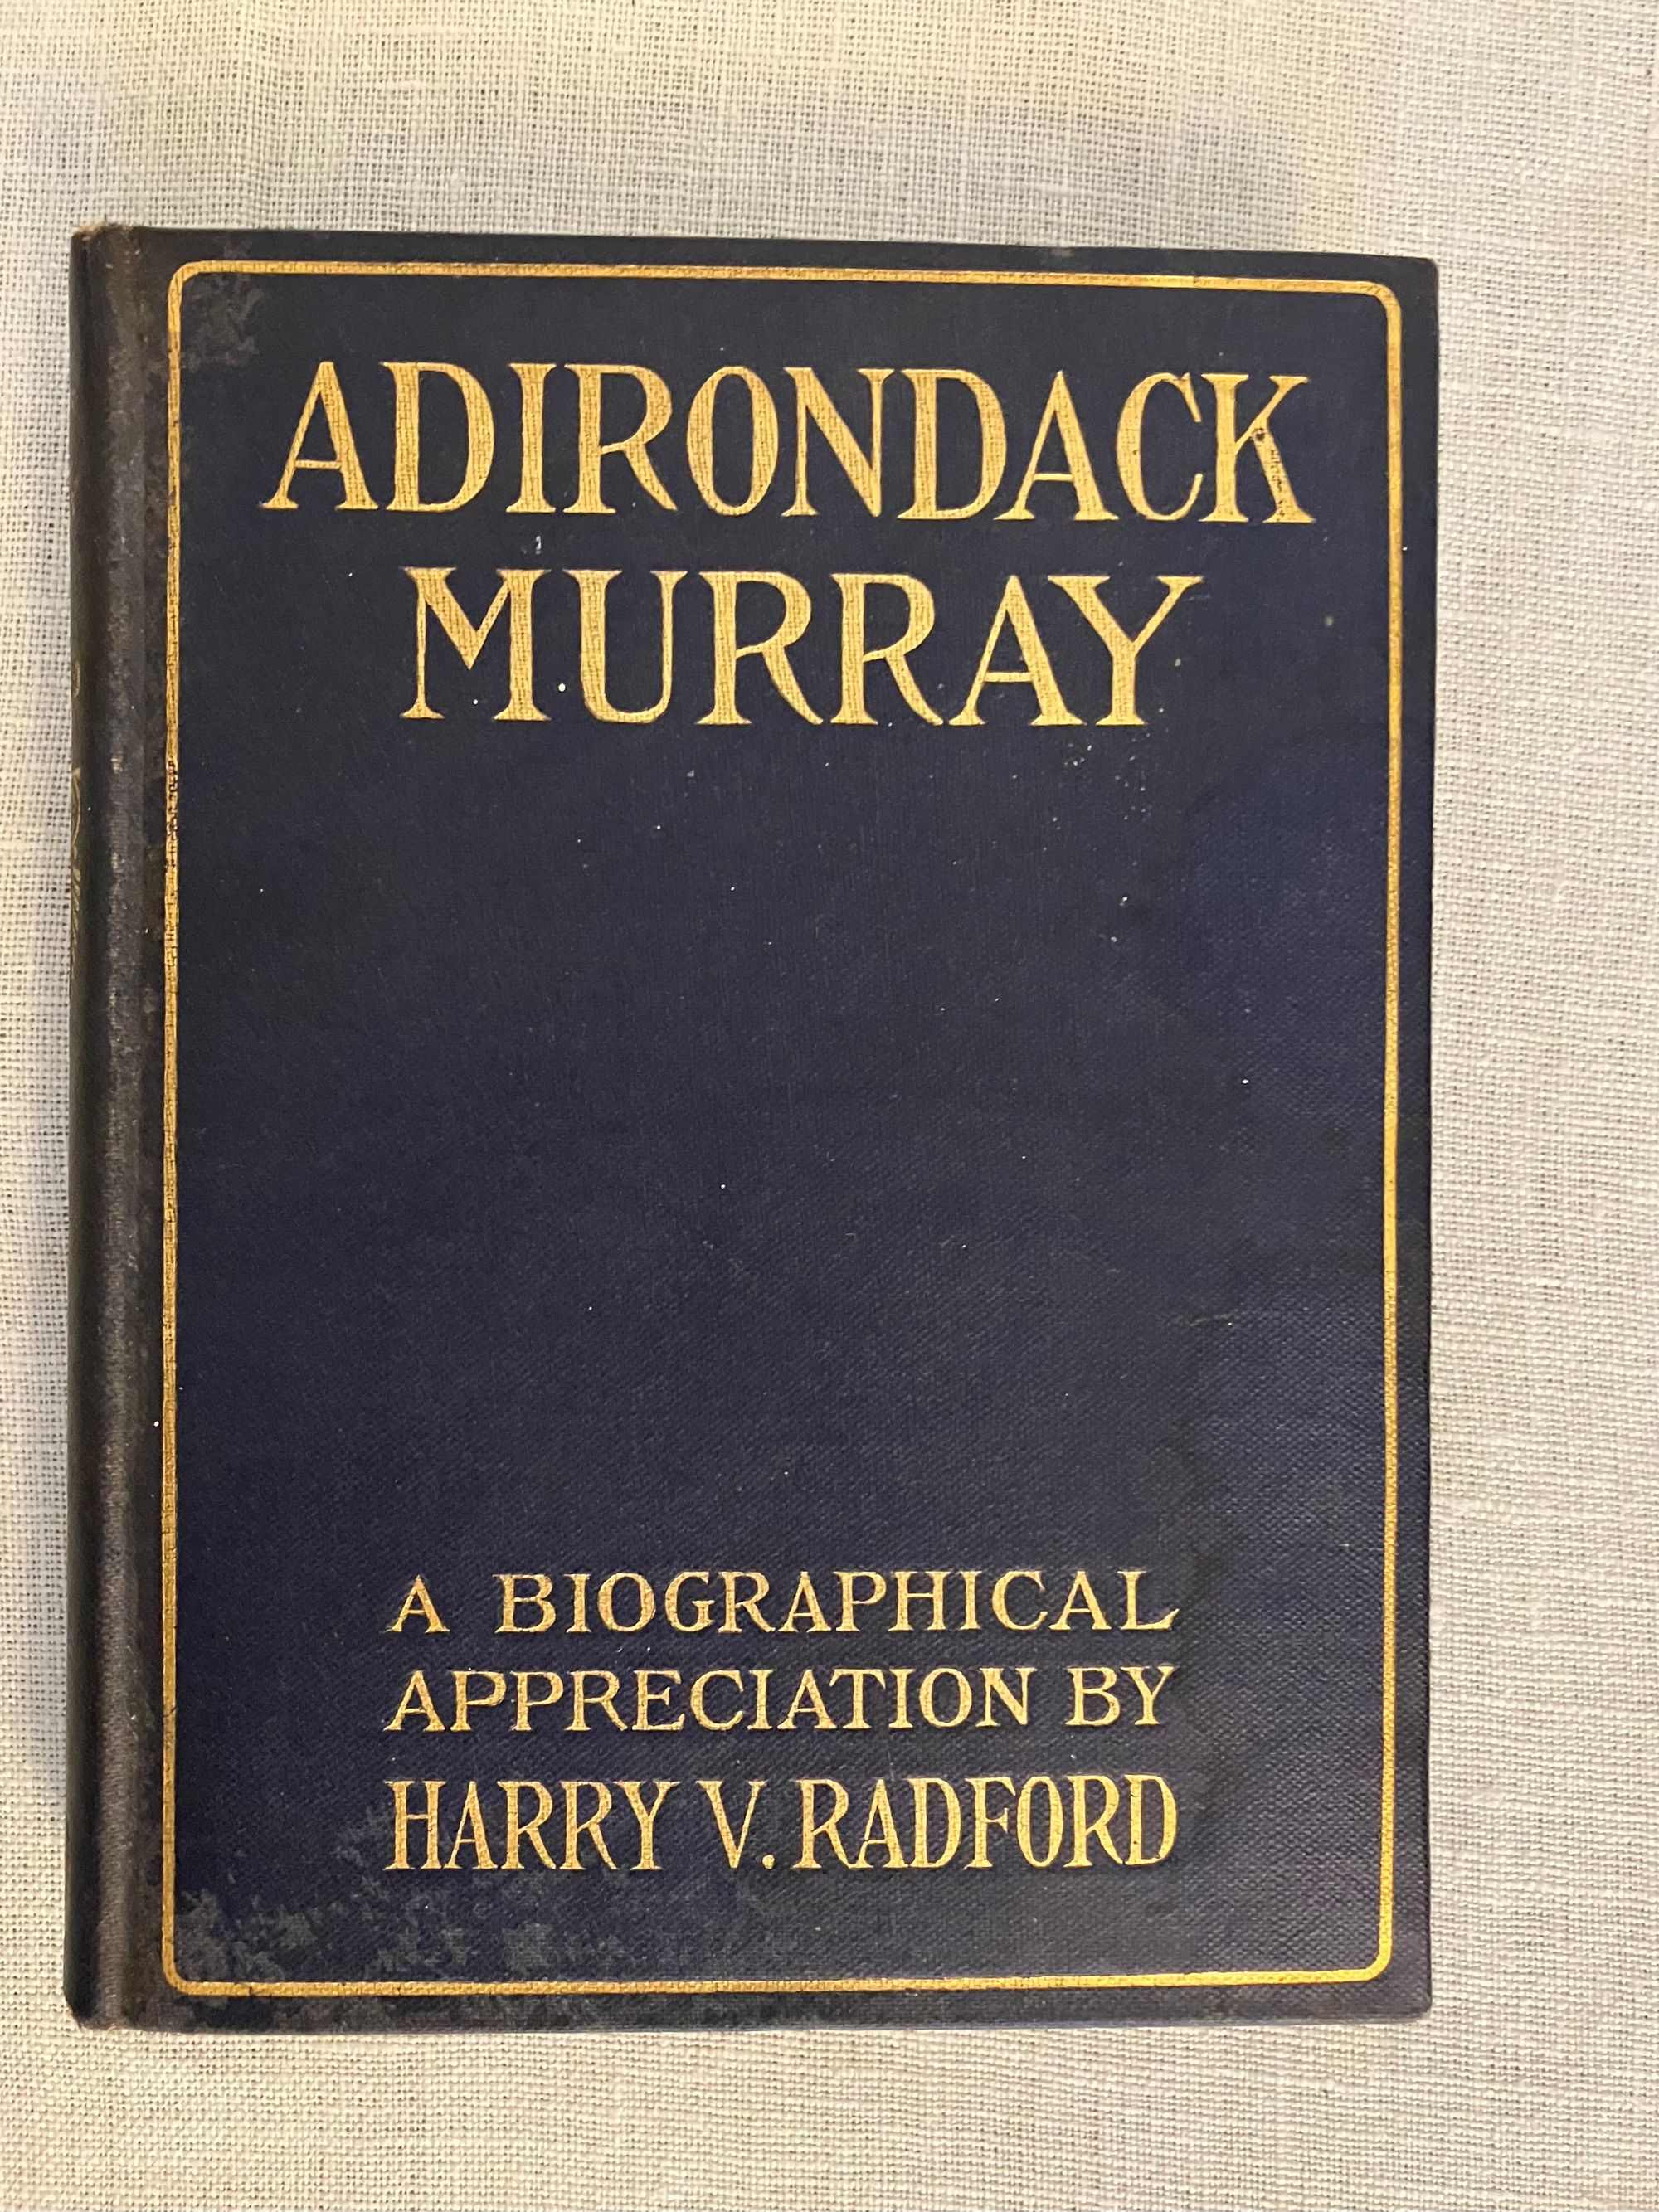 ADIRONDACK
MURRAY
A BIOGRAPHICAL
APPRECIATION BY
HARRY V. RADFORD